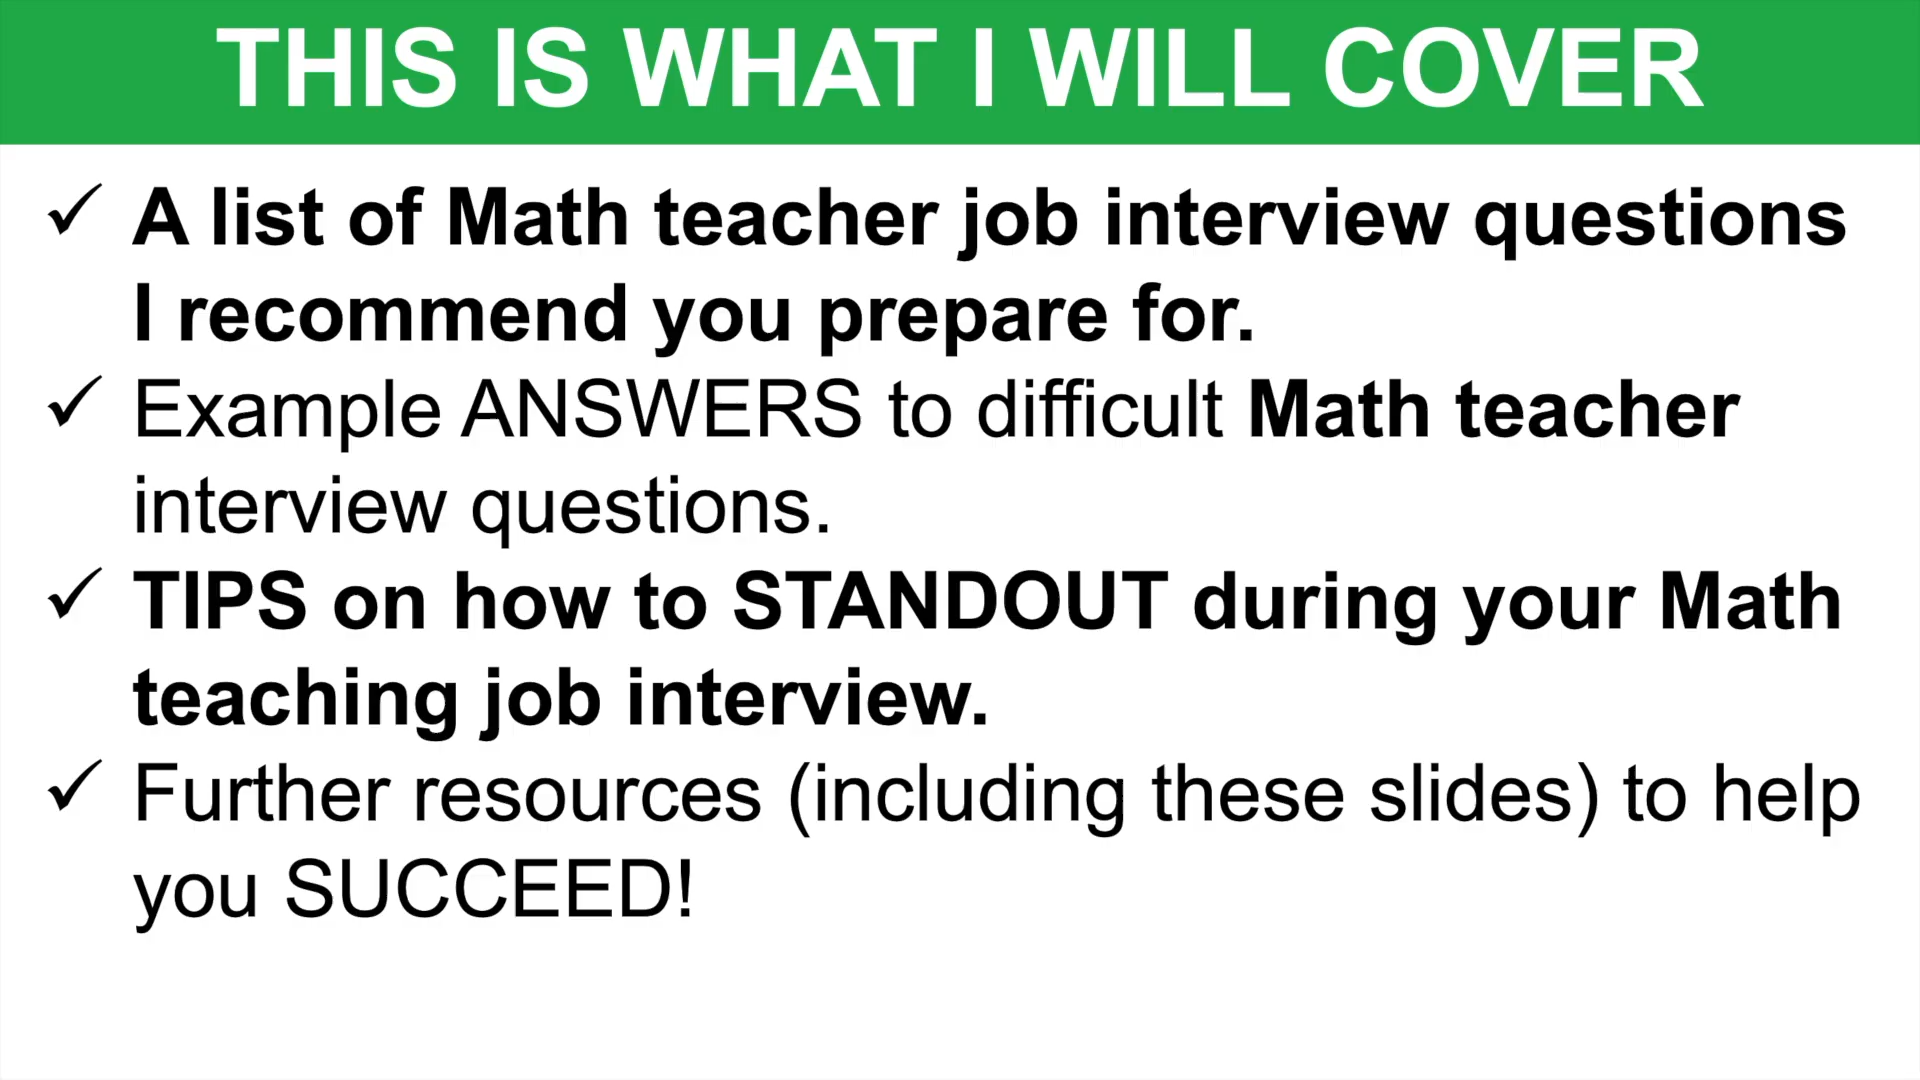 THIS IS WHAT I WILL COVER
✓ A list of Math teacher job interview questions
I recommend you prepare for.
✓ Example ANSWERS to difficult Math teacher
interview questions.
✓ TIPS on how to STANDOUT during your Math
teaching job interview.
✓ Further resources (including these slides) to help
you SUCCEED!